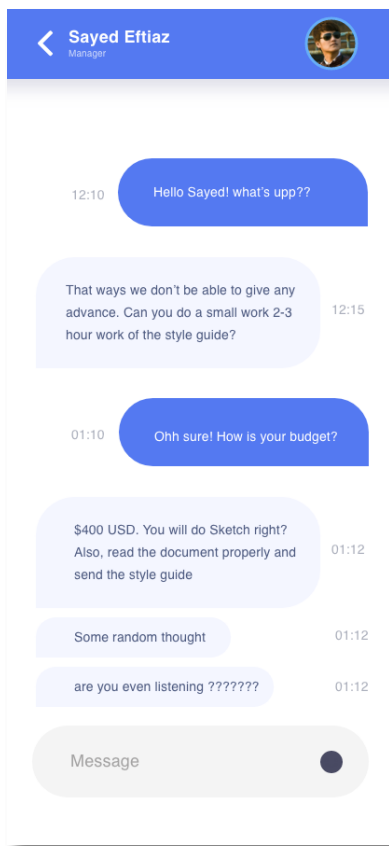 Sayed Eftiaz
Manager
12:10
Hello Sayed! what's upp??
That ways we don't be able to give any
advance. Can you do a small work 2-3
hour work of the style guide?
12:15
01:10
Ohh sure! How is your budget?
$400 USD. You will do Sketch right?
Also, read the document properly and
send the style guide
01:12
Some random thought
01:12
are you even listening ???????
01:12
Message